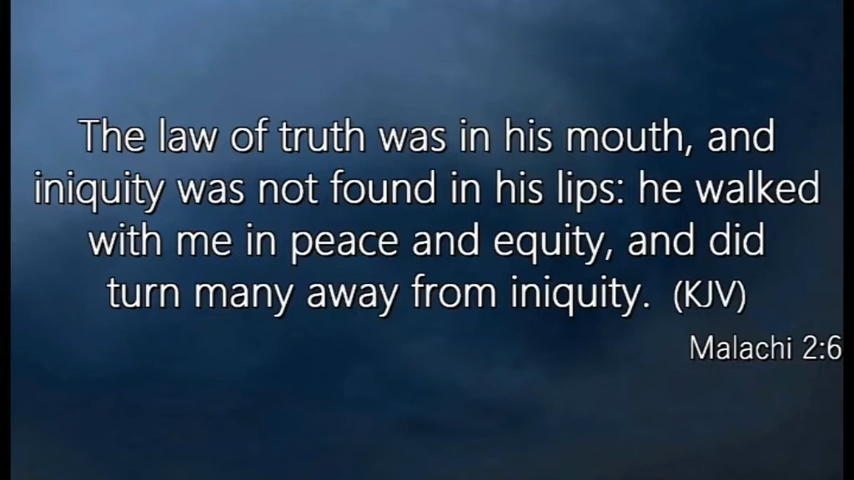 The law of truth was in his mouth, and
iniquity was not found in his lips: he walked
with me in peace and equity, and did
turn many away from iniquity. (KJV)
Malachi 2:6